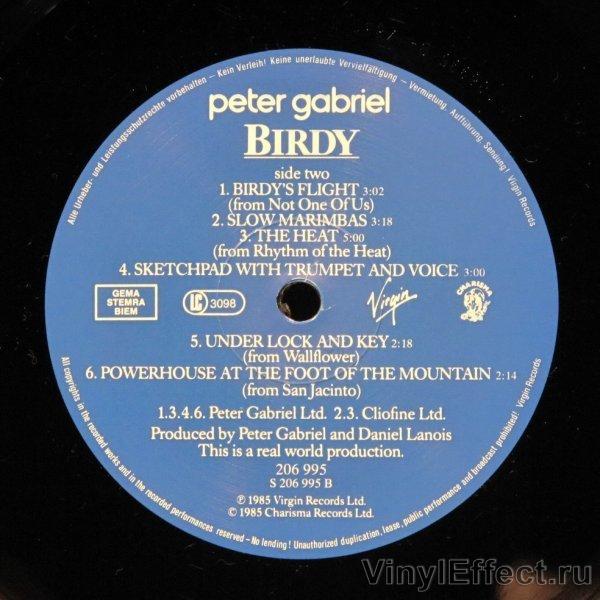 Alle Urheber- und Leistungsschutzrechte vorbehalten – Kein Verleih! Keine unerlaubte Vervielfältigung – Vermietung, Aufführung, Senuung! Virgin Records
peter gabriel
BIRDY
side two
1. BIRDY'S FLIGHT 3:02
(from Not One Of Us)
2. SLOW MARIMBAS 3:18
3. THE HEAT 5:00
(from Rhythm of the Heat)
4. SKETCHPAD WITH TRUMPET AND VOICE 3:00
GEMA
STEMRA
BIEM
LC 3098
Virgin
CHARISMA
5. UNDER LOCK AND KEY 2:18
(from Wallflower)
6. POWERHOUSE AT THE FOOT OF THE MOUNTAIN 2:14
(from San Jacinto)
1.3.4.6. Peter Gabriel Ltd. 2.3. Cliofine Ltd.
Produced by Peter Gabriel and Daniel Lanois
This is a real world production.
206 995
S 206 995 B
℗ 1985 Virgin Records Ltd.
© 1985 Charisma Records Ltd.
All copyrights in the recorded works and in the recorded performances reserved – No lending! Unauthorized duplication, lease, public performance and broadcast prohibited! Virgin Records
VinylEffect.ru